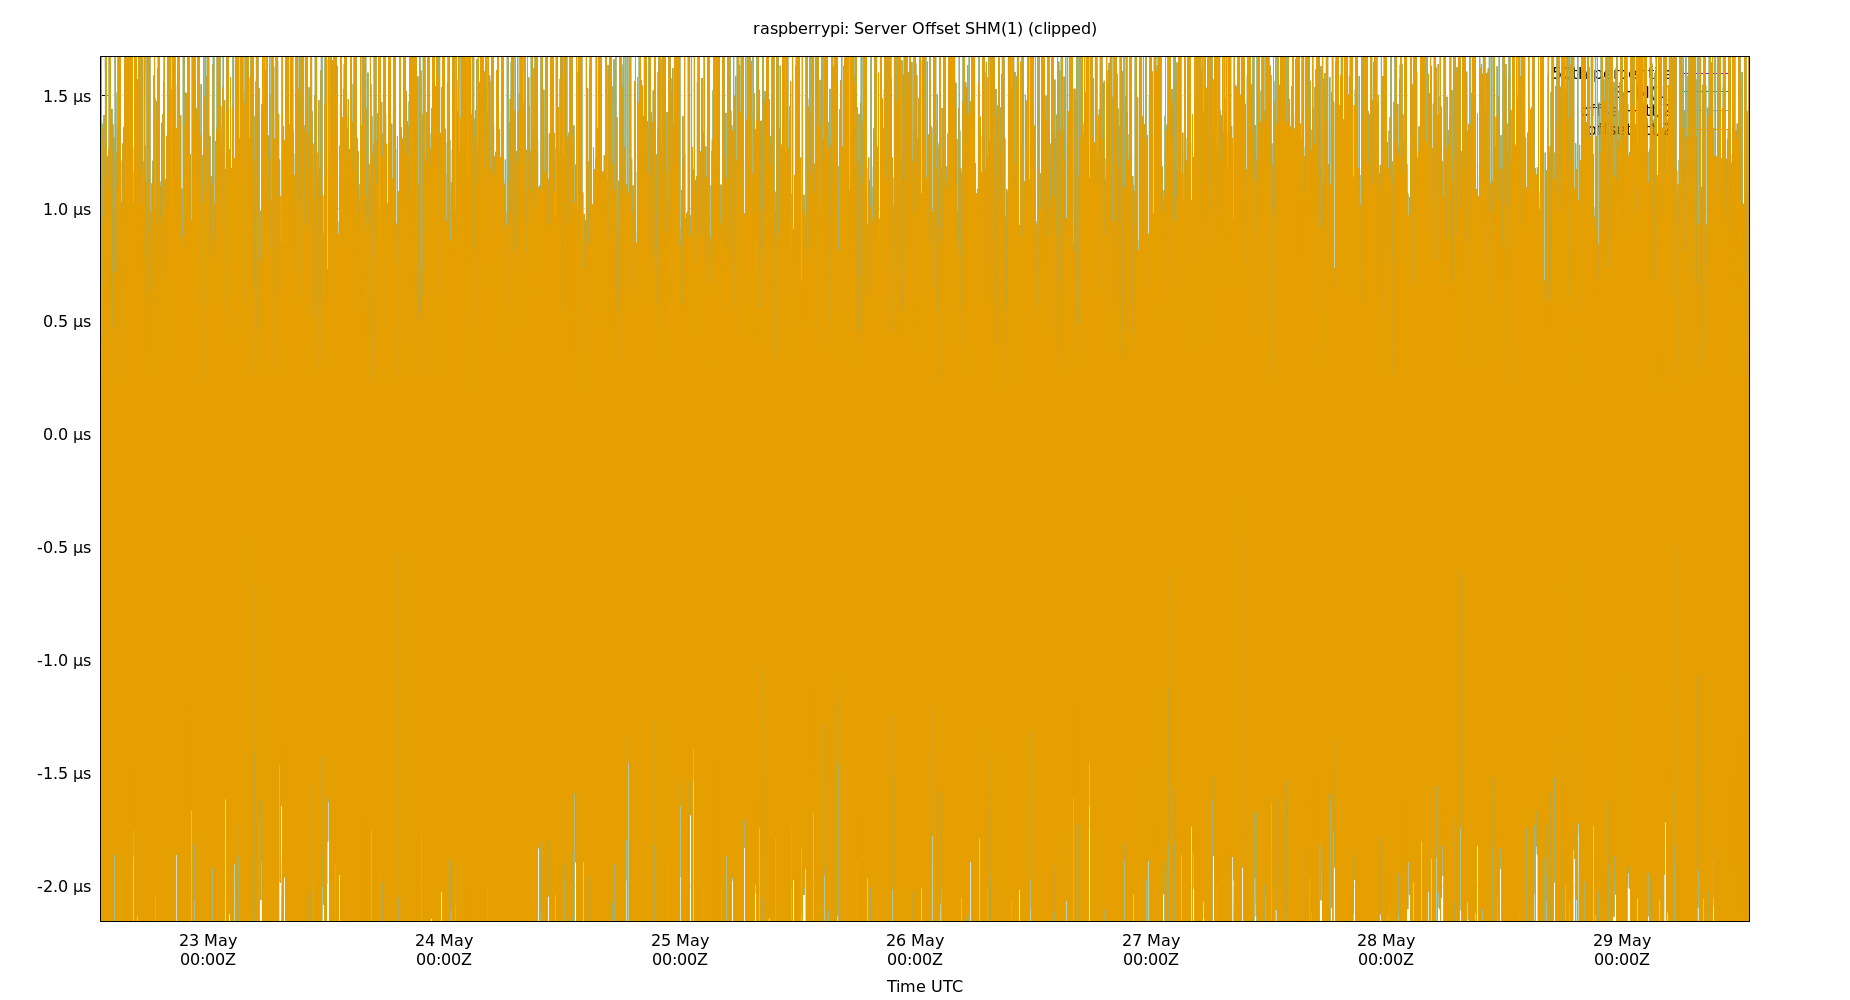 raspberrypi: Server Offset SHM(1) (clipped)
1.5 µs
1.0 µs
0.5 µs
0.0 µs
-0.5 µs
-1.0 µs
-1.5 µs
-2.0 µs
23 May 24 May 25 May 26 May 27 May 28 May 29 May
00:00Z 00:00Z 00:00Z 00:00Z 00:00Z 00:00Z 00:00Z
Time UTC